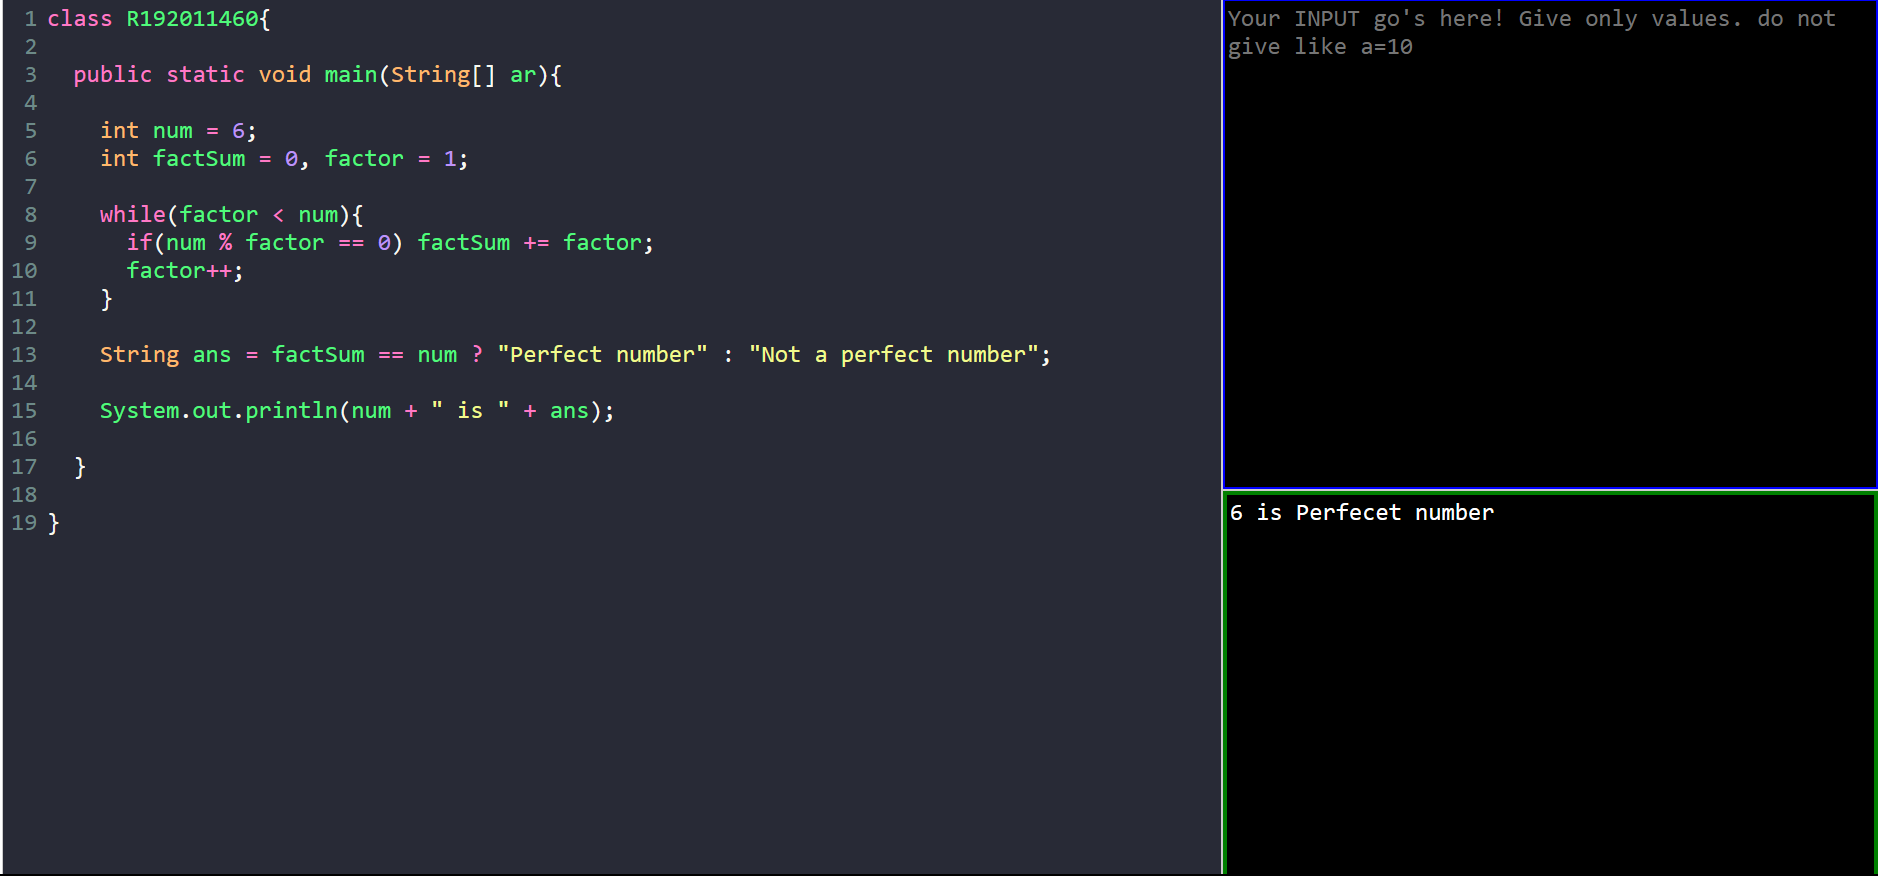 1 class R192011460{
2
3   public static void main(String[] ar){
4
5     int num = 6;
6     int factSum = 0, factor = 1;
7
8     while(factor < num){
9       if(num % factor == 0) factSum += factor;
10       factor++;
11     }
12
13     String ans = factSum == num ? "Perfect number" : "Not a perfect number";
14
15     System.out.println(num + " is " + ans);
16
17   }
18
19 }
Your INPUT go's here! Give only values. do not
give like a=10
6 is Perfecet number